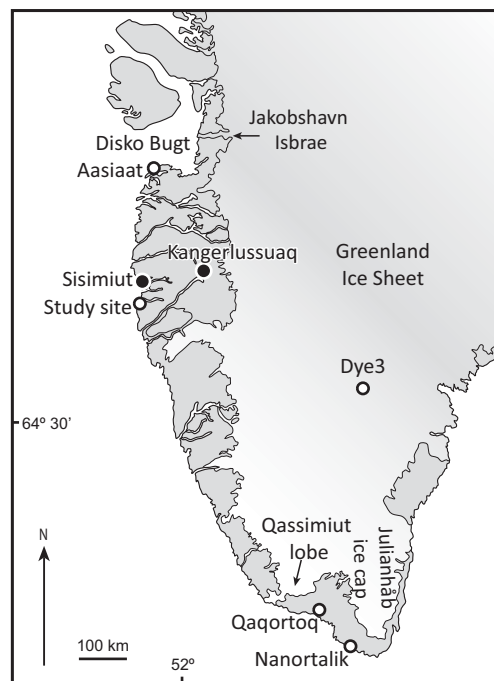 Jakobshavn
Isbrae
Disko Bugt
Aasiaat
Kangerlussuaq
Greenland
Ice Sheet
Sisimiut
Study site
Dye3
64º 30'
N
Qassimiut
lobe
Julianhåb
ice cap
Qaqortoq
100 km
Nanortalik
52º